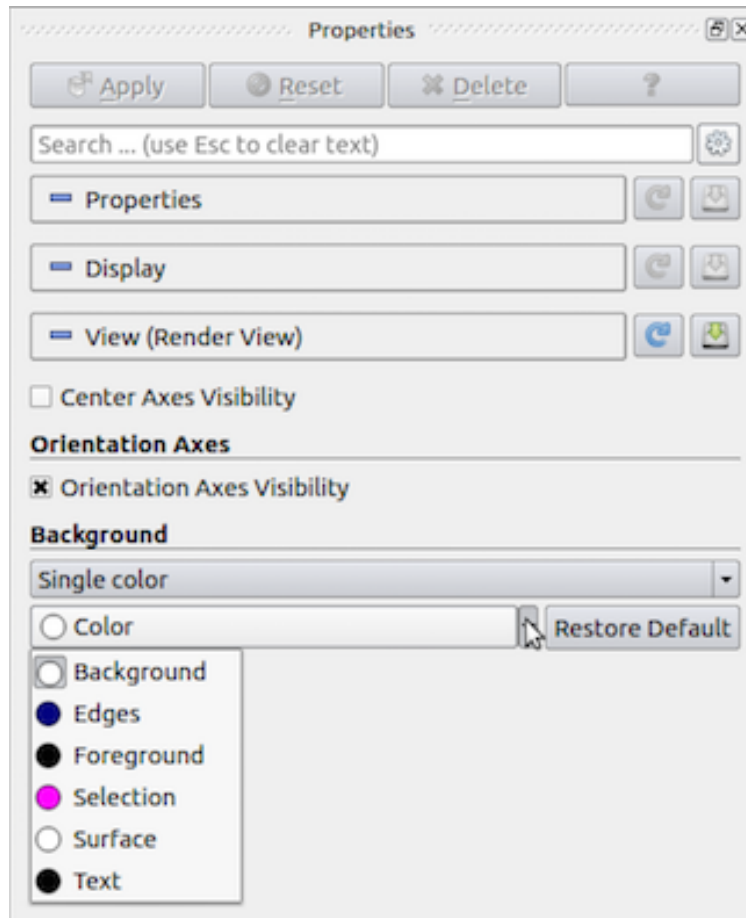 Properties
Apply Reset Delete ?
Search ... (use Esc to clear text)
Properties
Display
View (Render View)
Center Axes Visibility
Orientation Axes
Orientation Axes Visibility
Background
Single color
Color Restore Default
Background
Edges
Foreground
Selection
Surface
Text